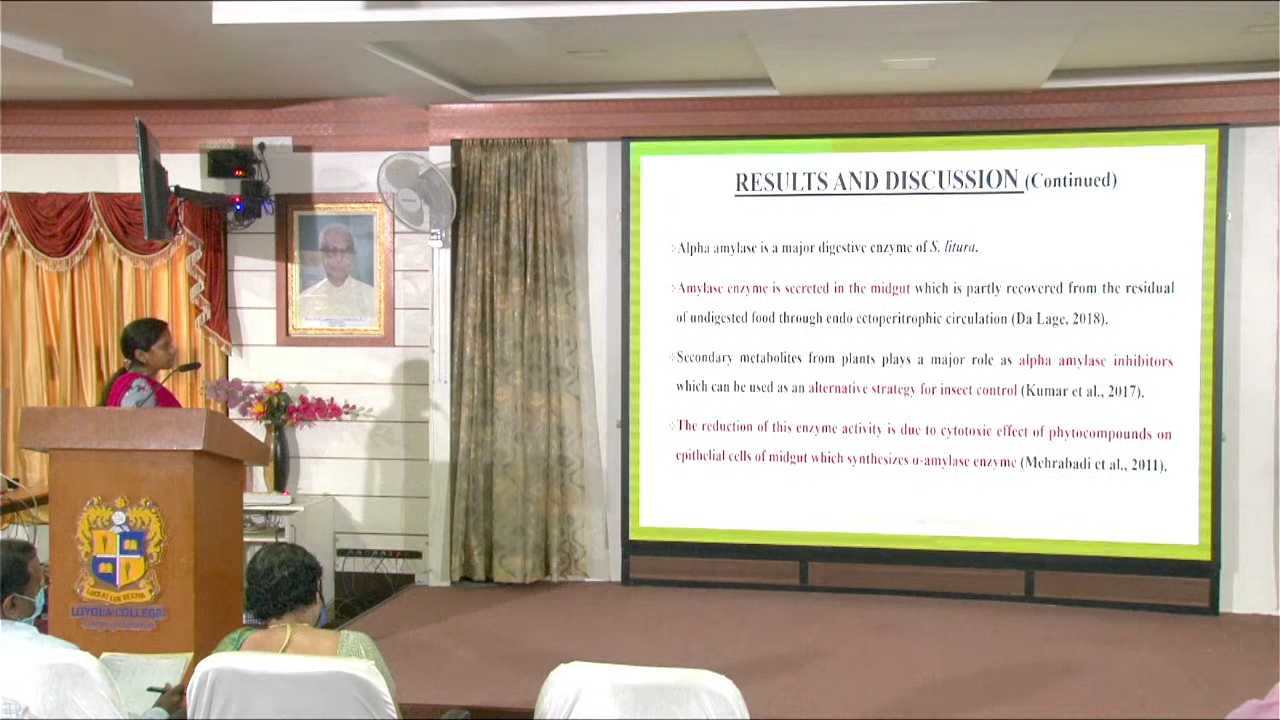 RESULTS AND DISCUSSION (Continued)
Alpha amylase is a major digestive enzyme of S. litura.
Amylase enzyme is secreted in the midgut which is partly recovered from the residual
of undigested food through endo ectoperitrophic circulation (Da Lage, 2018).
Secondary metabolites from plants plays a major role as alpha amylase inhibitors
which can be used as an alternative strategy for insect control (Kumar et al., 2017).
The reduction of this enzyme activity is due to cytotoxic effect of phytocompounds on
epithelial cells of midgut which synthesizes α-amylase enzyme (Mehrabadi et al., 2011).
LOYOLA COLLEGE